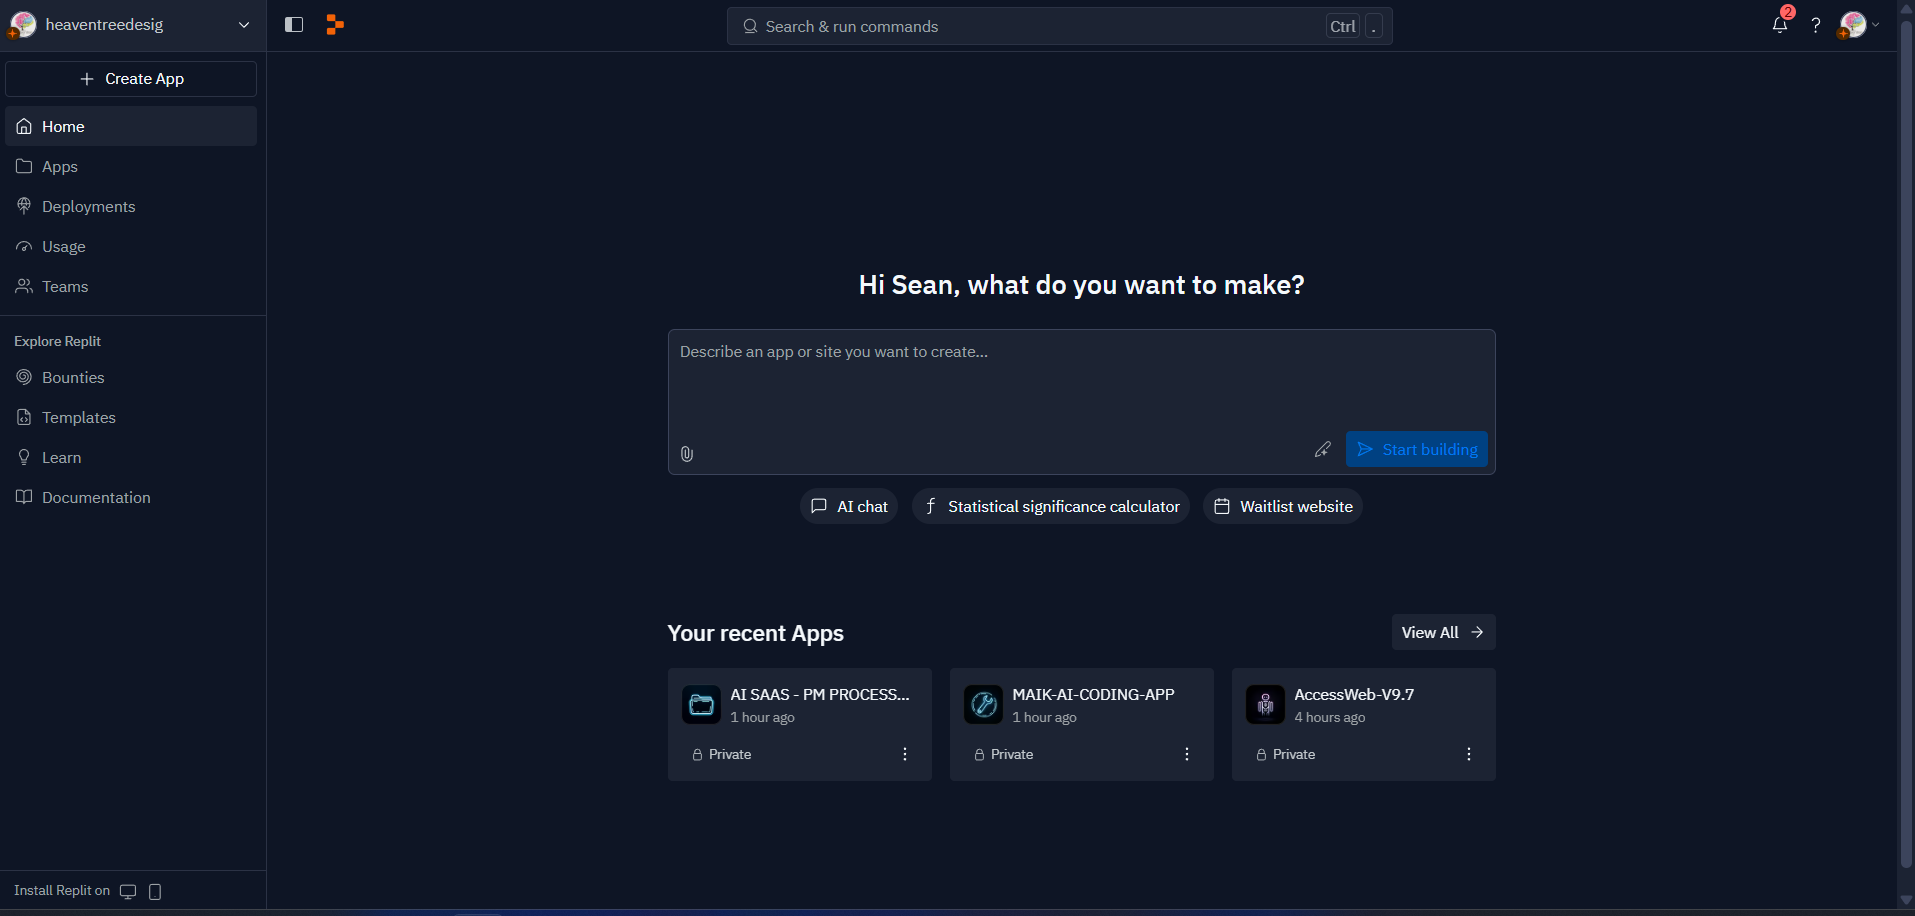 heaventreedesig
Search & run commands
Ctrl .
2
?
Create App
Home
Apps
Deployments
Usage
Teams
Explore Replit
Bounties
Templates
Learn
Documentation
Install Replit on
Hi Sean, what do you want to make?
Describe an app or site you want to create...
Start building
AI chat
Statistical significance calculator
Waitlist website
Your recent Apps
View All
AI SAAS - PM PROCESS...
1 hour ago
Private
MAIK-AI-CODING-APP
1 hour ago
Private
AccessWeb-V9.7
4 hours ago
Private